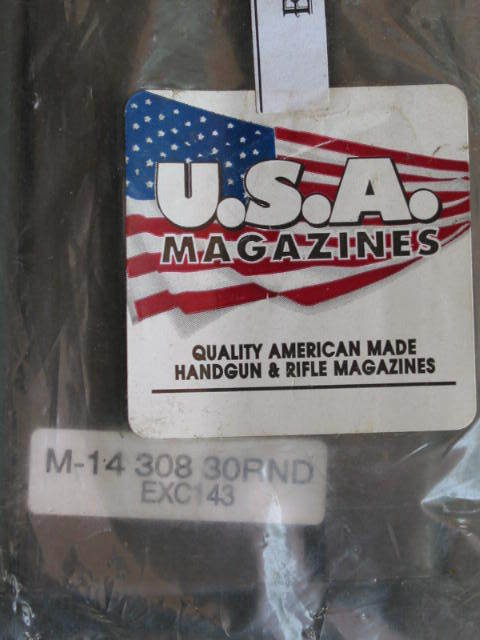 U.S.A.
MAGAZINES
QUALITY AMERICAN MADE
HANDGUN & RIFLE MAGAZINES
M-14 308 30RND
EXC143